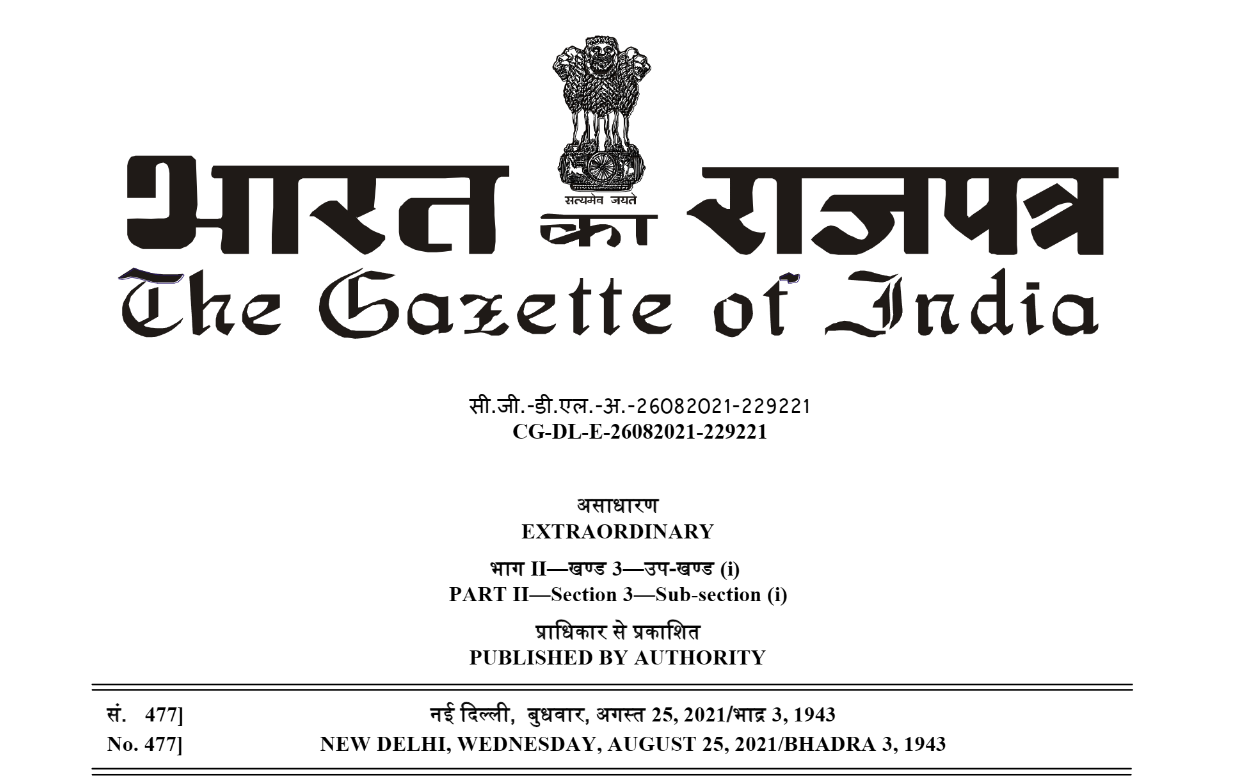 सत्यमेव जयते
भारत का राजपत्र
The Gazette of India
सी.जी.-डी.एल.-अ.-26082021-229221
CG-DL-E-26082021-229221
असाधारण
EXTRAORDINARY
भाग II—खण्ड 3—उप-खण्ड (i)
PART II—Section 3—Sub-section (i)
प्राधिकार से प्रकाशित
PUBLISHED BY AUTHORITY
सं. 477] नई दिल्ली, बुधवार, अगस्त 25, 2021/भाद्र 3, 1943
No. 477] NEW DELHI, WEDNESDAY, AUGUST 25, 2021/BHADRA 3, 1943